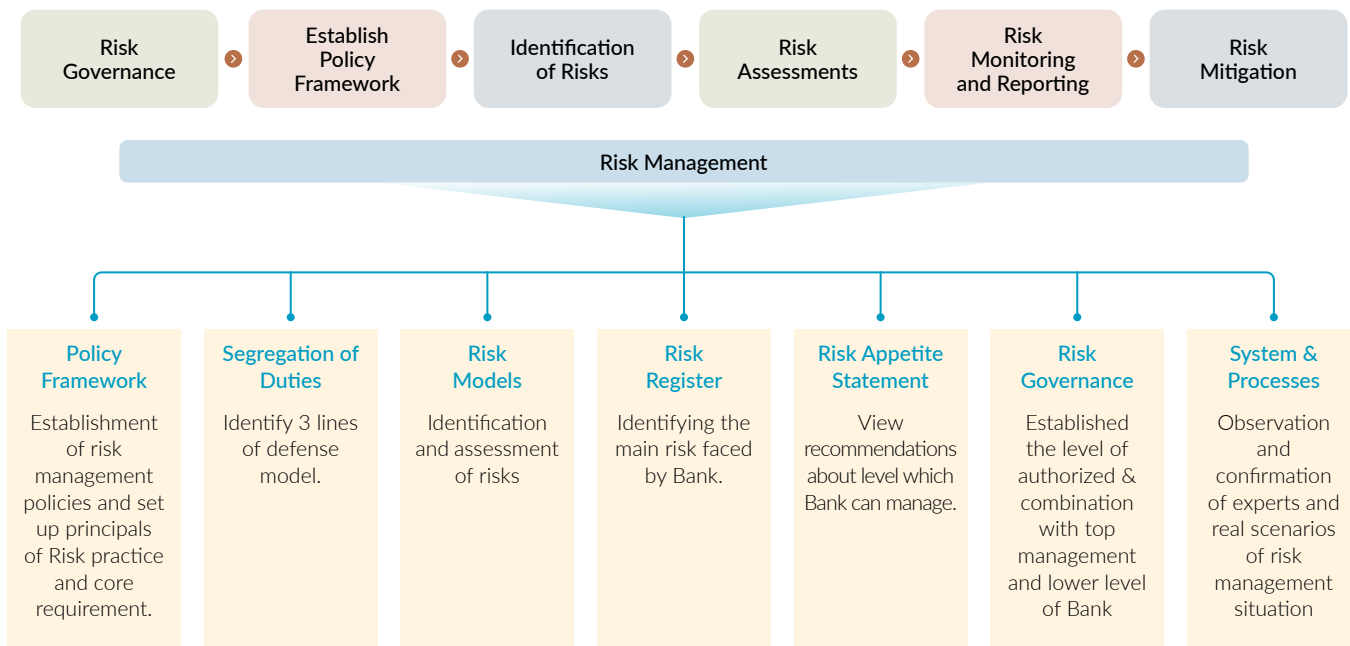 Risk
Governance
Establish
Policy
Framework
Identification
of Risks
Risk
Assessments
Risk
Monitoring
and Reporting
Risk
Mitigation
Risk Management
Policy
Framework
Establishment
of risk
management
policies and set
up principals
of Risk practice
and core
requirement.
Segregation of
Duties
Identify 3 lines
of defense
model.
Risk
Models
Identification
and assessment
of risks
Risk
Register
Identifying the
main risk faced
by Bank.
Risk Appetite
Statement
View
recommendations
about level which
Bank can manage.
Risk
Governance
Established
the level of
authorized &
combination
with top
management
and lower level
of Bank
System &
Processes
Observation
and
confirmation
of experts and
real scenarios
of risk
management
situation